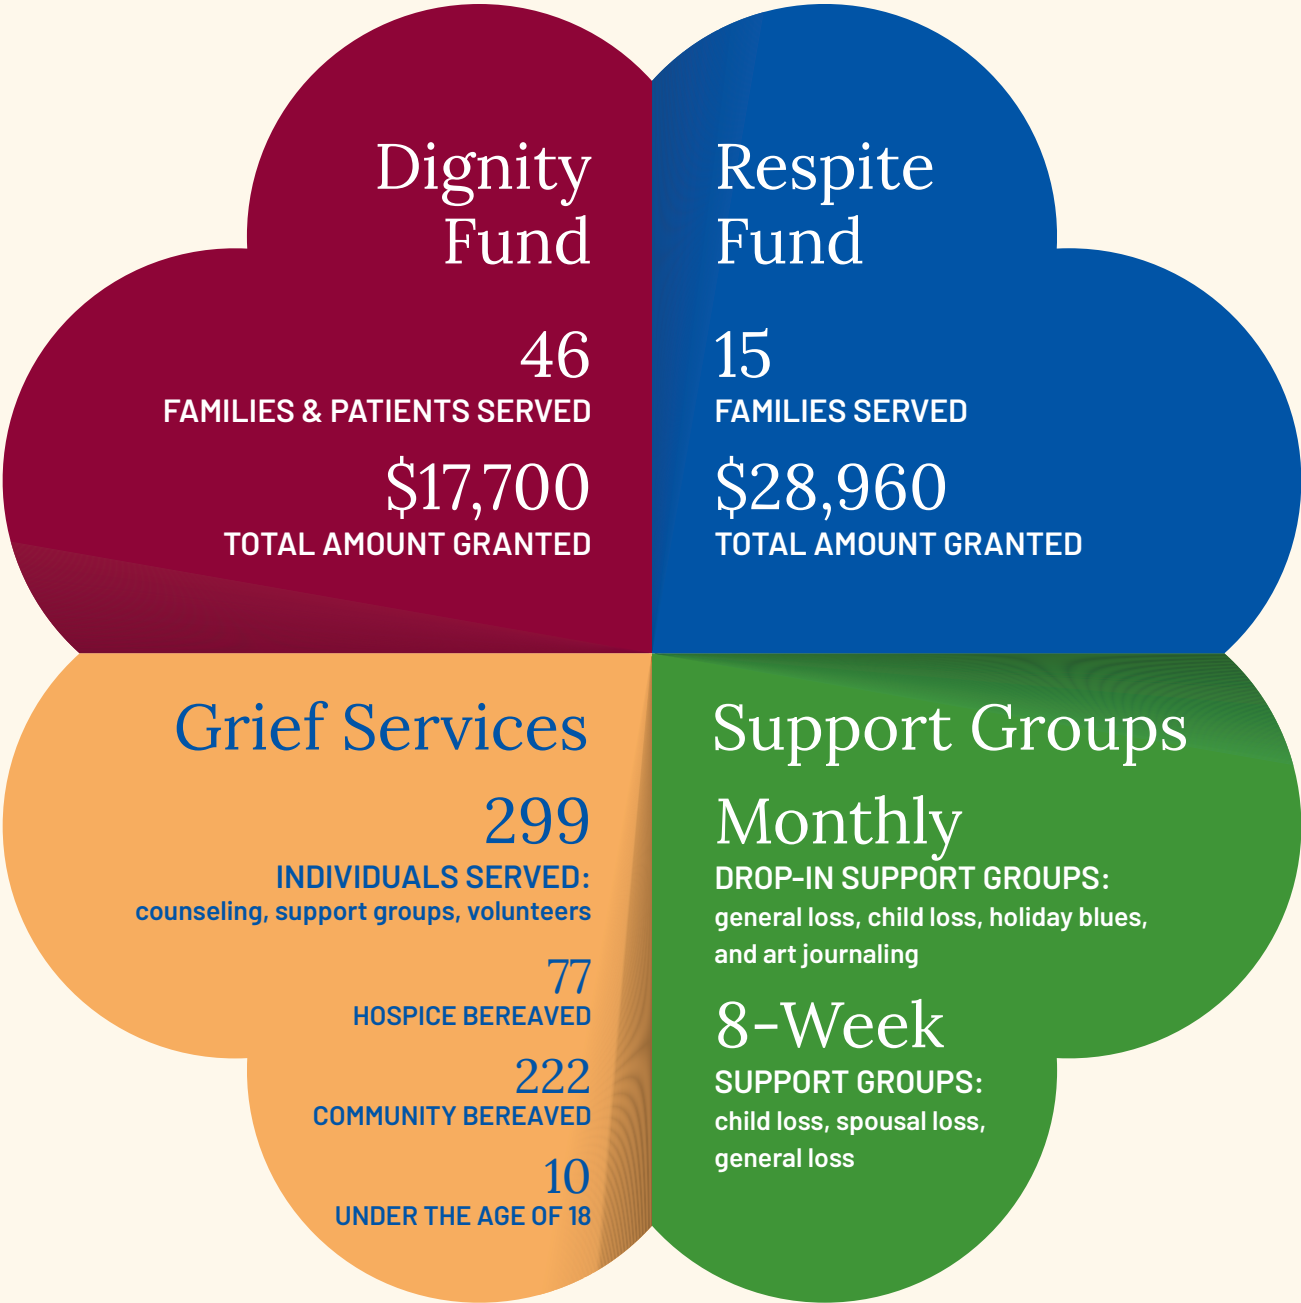 Dignity
Fund
46
FAMILIES & PATIENTS SERVED
$17,700
TOTAL AMOUNT GRANTED
Respite
Fund
15
FAMILIES SERVED
$28,960
TOTAL AMOUNT GRANTED
Grief Services
299
INDIVIDUALS SERVED:
counseling, support groups, volunteers
77
HOSPICE BEREAVED
222
COMMUNITY BEREAVED
10
UNDER THE AGE OF 18
Support Groups
Monthly
DROP-IN SUPPORT GROUPS:
general loss, child loss, holiday blues,
and art journaling
8-Week
SUPPORT GROUPS:
child loss, spousal loss,
general loss